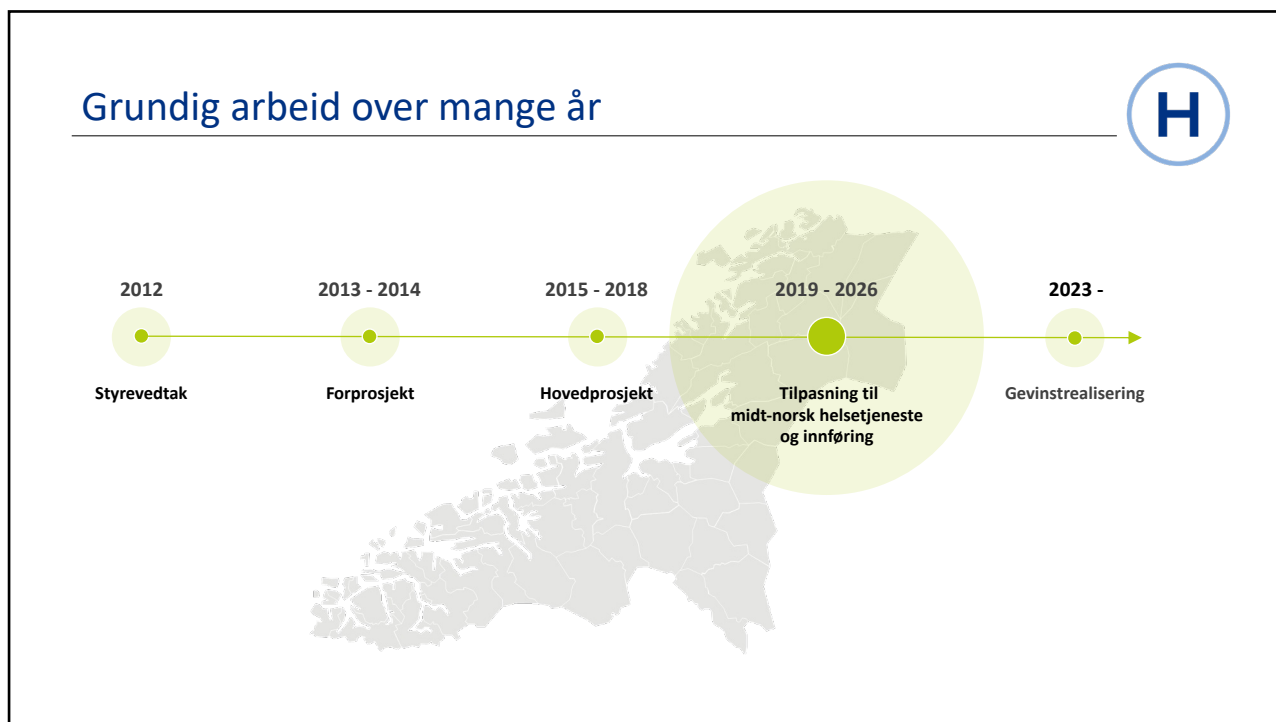 Grundig arbeid over mange år
H
2012
2013 - 2014
2015 - 2018
2019 - 2026
2023 -
Styrevedtak
Forprosjekt
Hovedprosjekt
Tilpasning til
midt-norsk helsetjeneste
og innføring
Gevinstrealisering